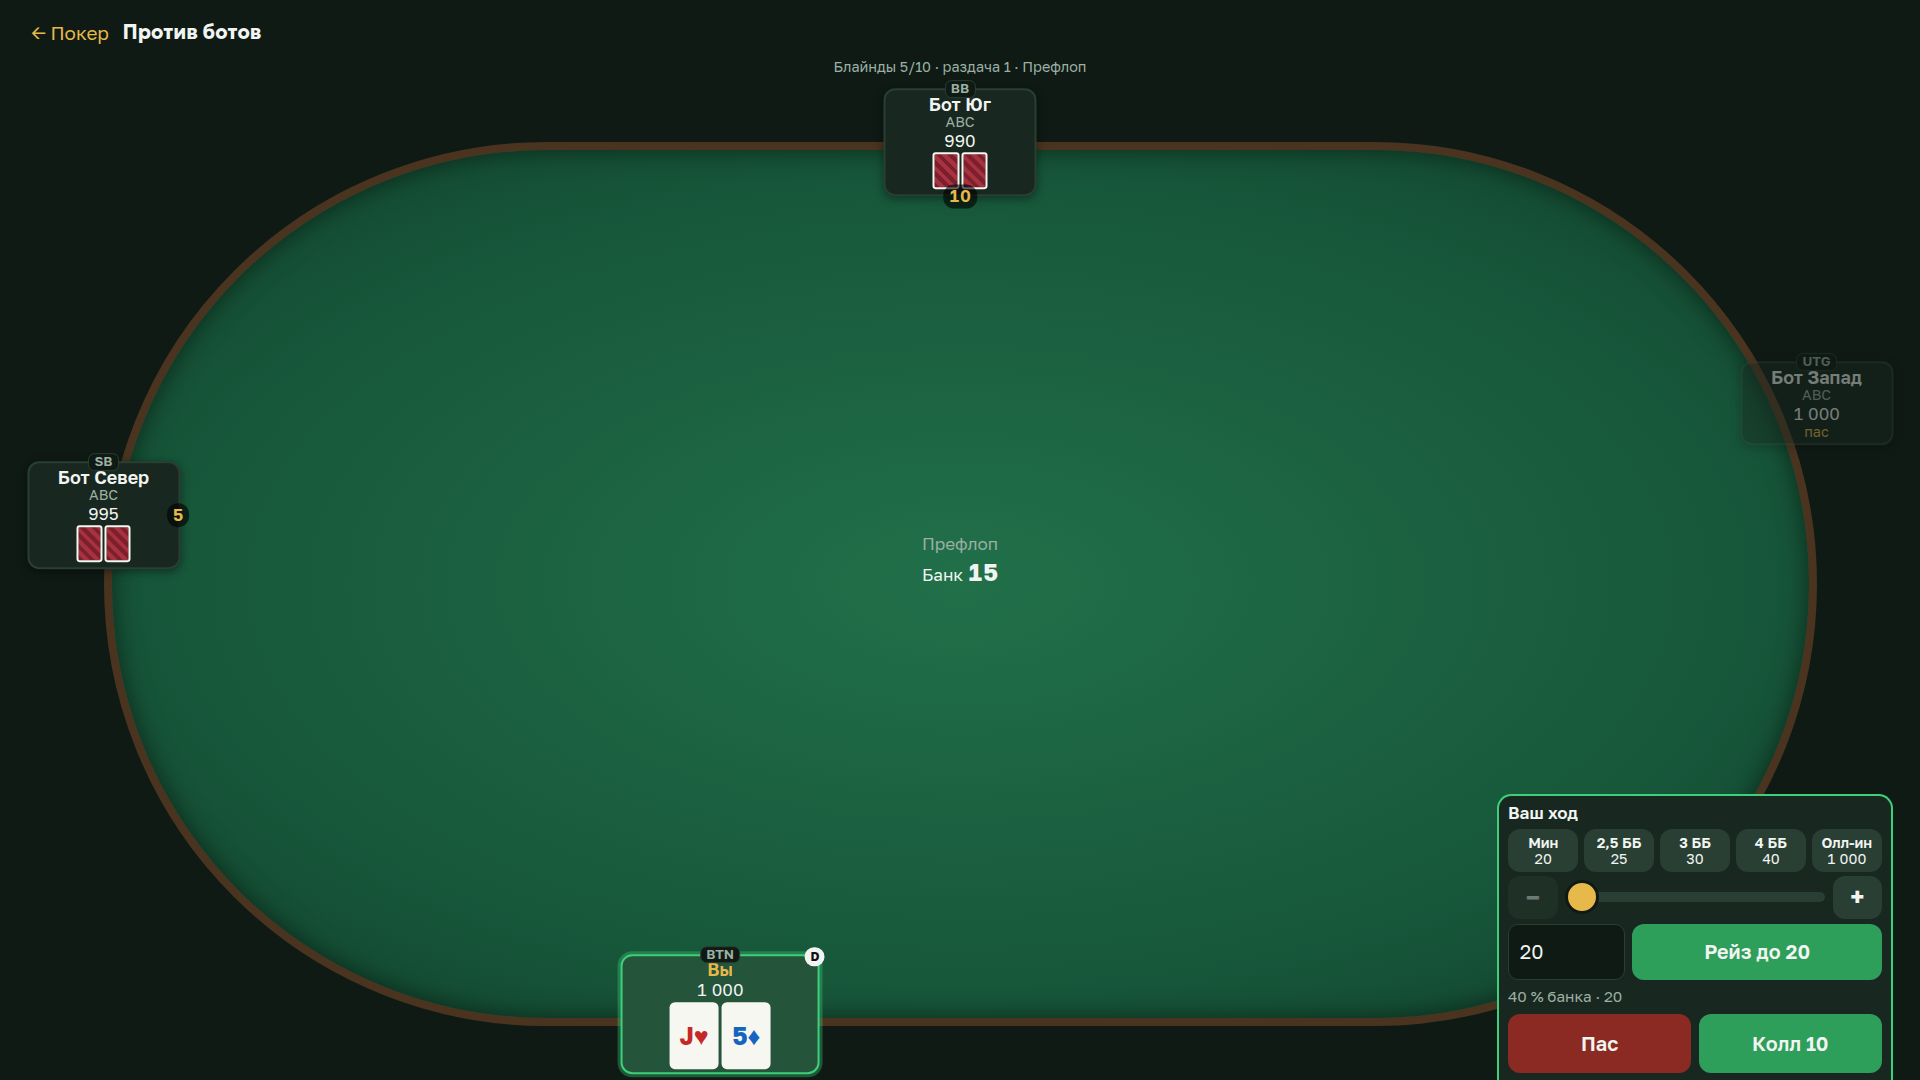 ← Покер Против ботов
Блайнды 5/10 · раздача 1 · Префлоп
BB
Бот Юг
ABC
990
10
UTG
Бот Запад
ABC
1 000
пас
SB
Бот Север
ABC
995
5
Префлоп
Банк 15
BTN
D
Вы
1 000
J♥ 5♦
Ваш ход
Мин 2,5 ББ 3 ББ 4 ББ Олл-ин
20 25 30 40 1 000
− +
20 Рейз до 20
40 % банка · 20
Пас Колл 10